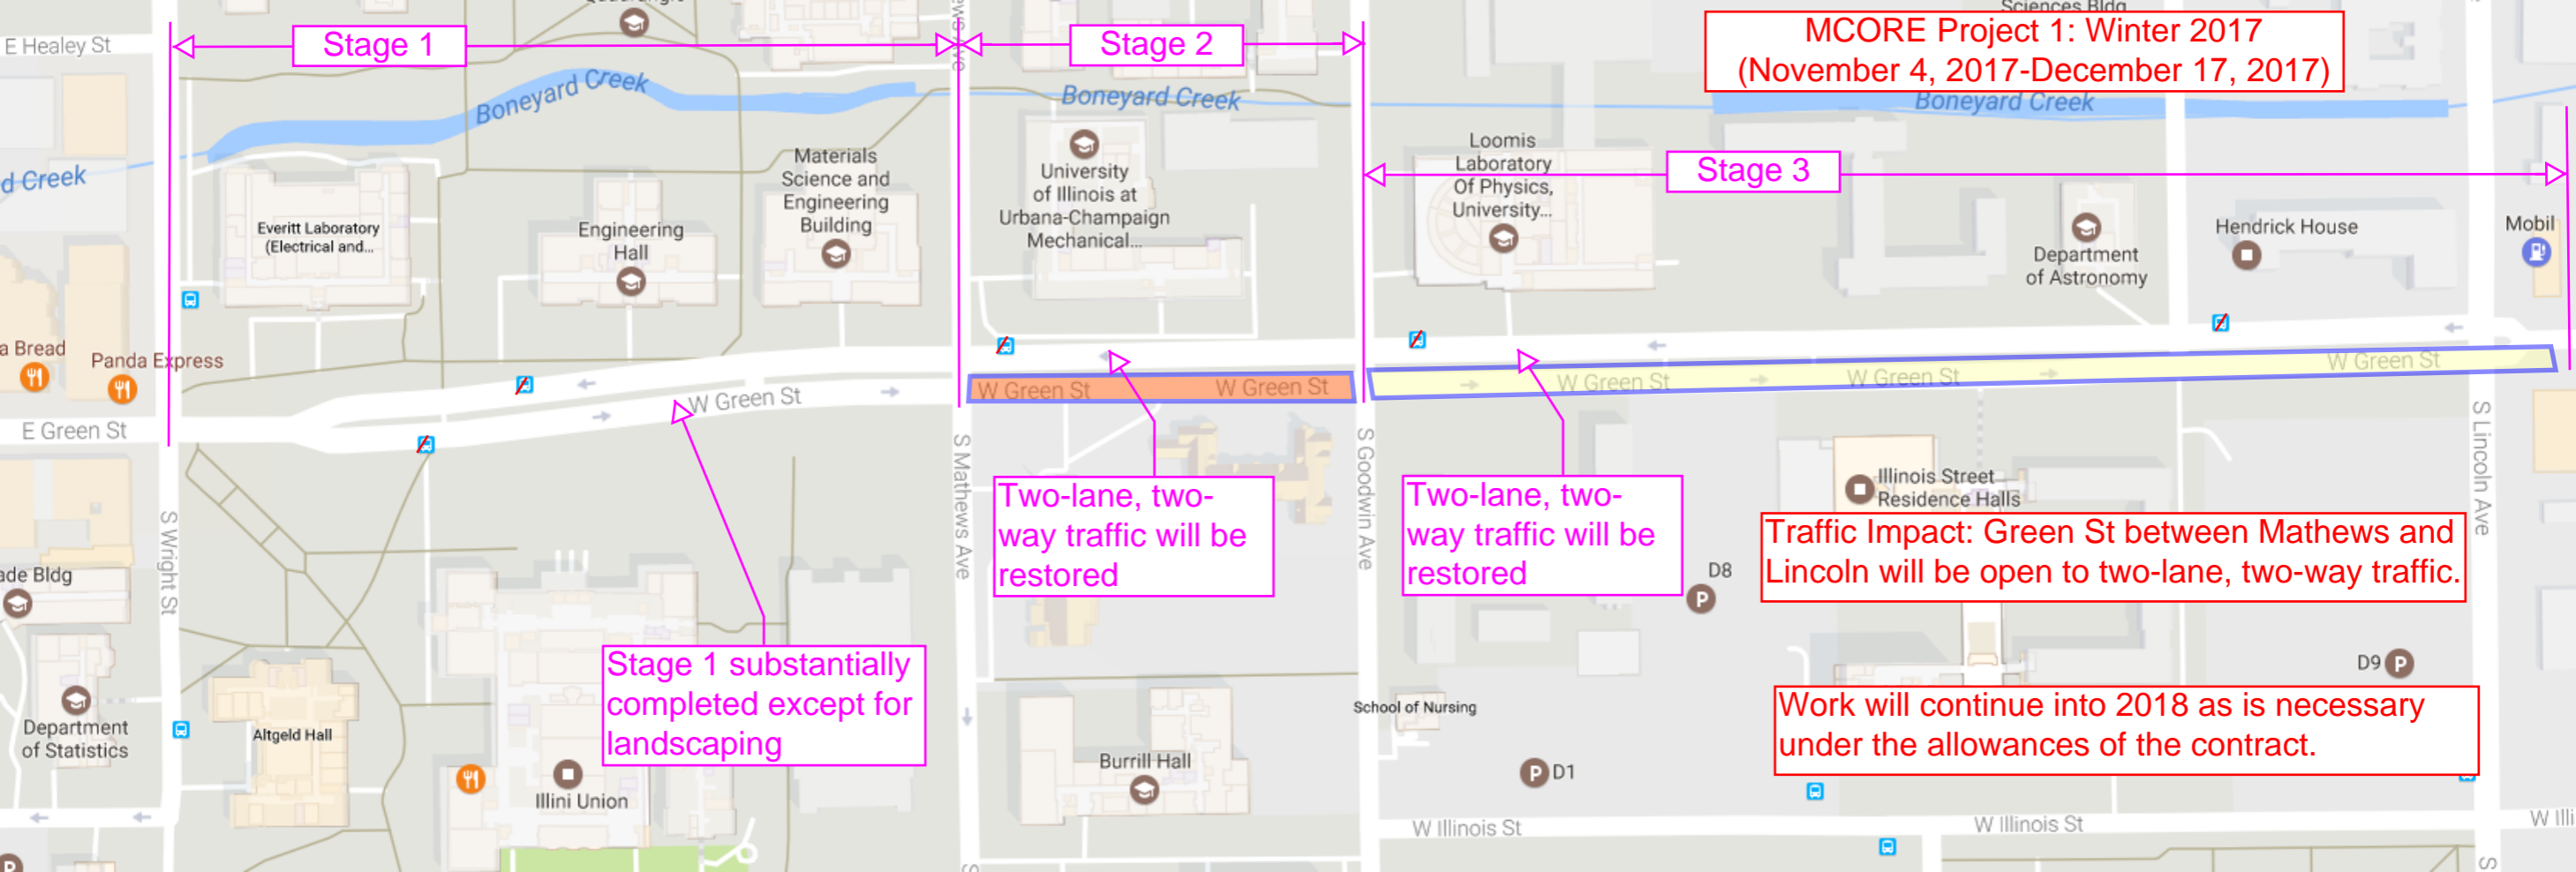 Sciences Bldg
E Healey St
Stage 1
Stage 2
MCORE Project 1: Winter 2017
(November 4, 2017-December 17, 2017)
Boneyard Creek
Boneyard Creek
Boneyard Creek
d Creek
Stage 3
Everitt Laboratory
(Electrical and...
Engineering
Hall
Materials
Science and
Engineering
Building
University
of Illinois at
Urbana-Champaign
Mechanical...
Loomis
Laboratory
Of Physics,
University...
Department
of Astronomy
Hendrick House
Mobil
a Bread
Panda Express
E Green St
W Green St
W Green St
W Green St
W Green St
W Green St
W Green St
S Wright St
S Mathews Ave
S Goodwin Ave
S Lincoln Ave
Two-lane, two-
way traffic will be
restored
Two-lane, two-
way traffic will be
restored
Illinois Street
Residence Halls
Traffic Impact: Green St between Mathews and
Lincoln will be open to two-lane, two-way traffic.
D8
P
ade Bldg
Stage 1 substantially
completed except for
landscaping
D9 P
Department
of Statistics
Altgeld Hall
Illini Union
Burrill Hall
School of Nursing
P D1
Work will continue into 2018 as is necessary
under the allowances of the contract.
W Illinois St
W Illinois St
W Illi
P
S
S